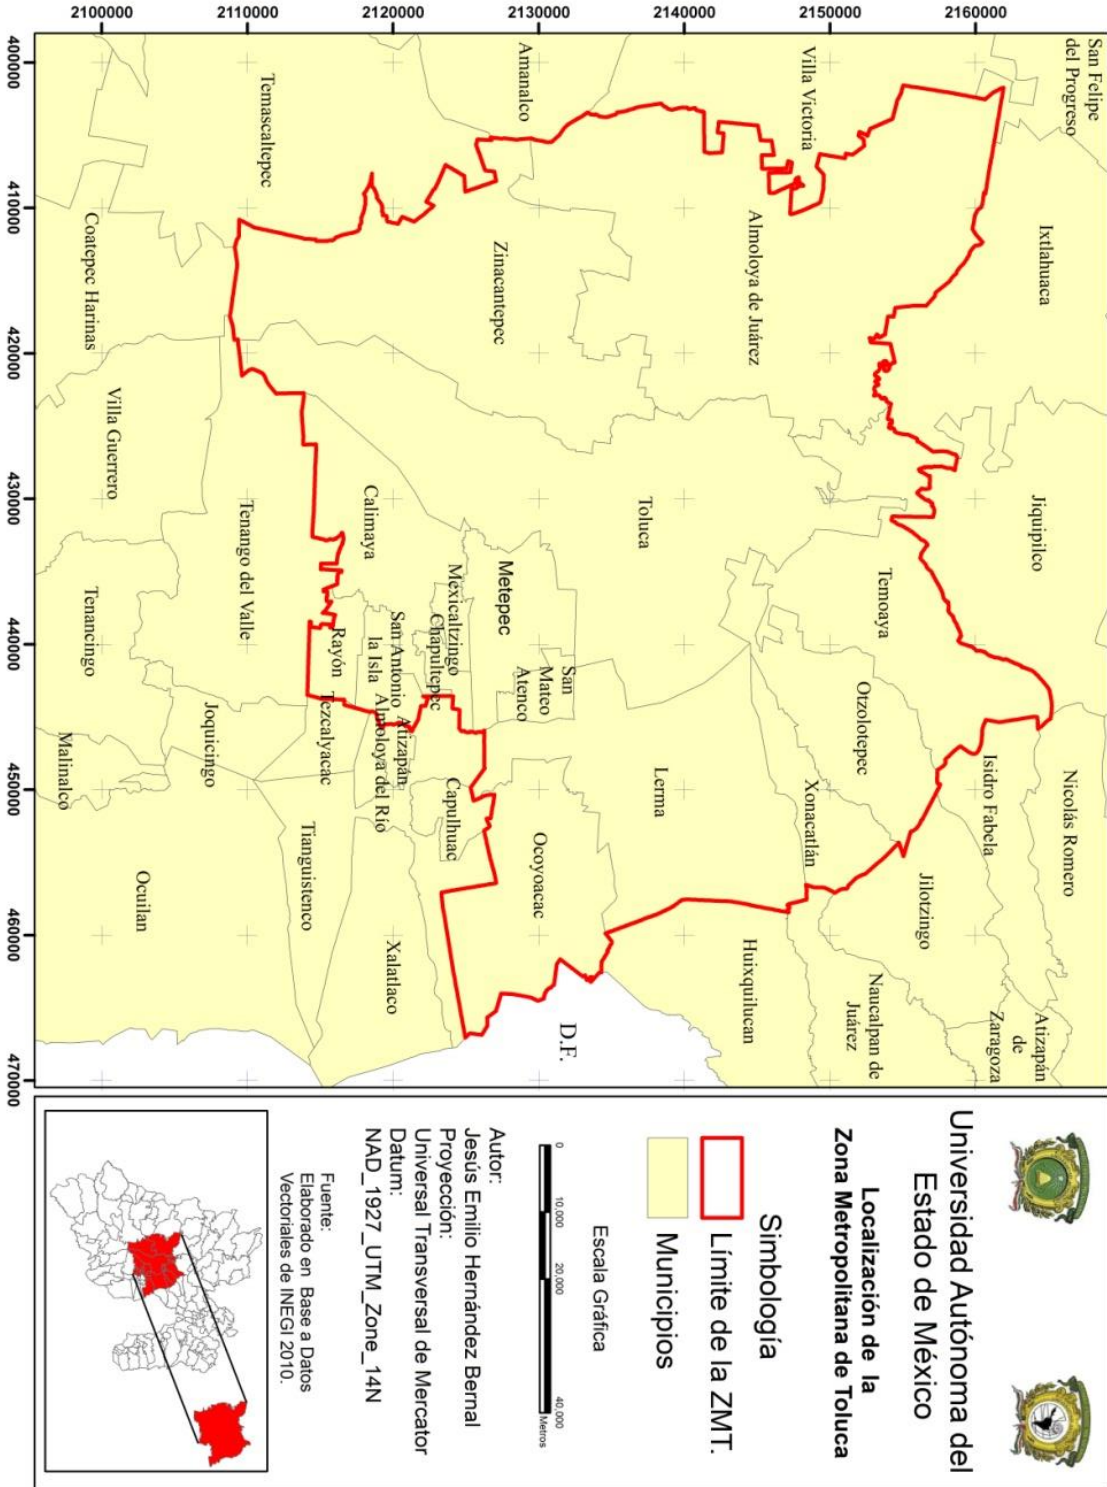 San Felipe
del Progreso
Ixtlahuaca
Jiquipilco
Nicolás Romero
Atizapán
de
Zaragoza
Isidro Fabela
Jilotzingo
Naucalpan de
Juárez
Villa Victoria
Almoloya de Juárez
Temoaya
Otzolotepec
Xonacatlán
Huixquilucan
Toluca
Lerma
Amanalco
Zinacantepec
Metepec
San
Mateo
Atenco
Ocoyoacac
D.F.
Mexicaltzingo
Chapultepec
Capulhuac
San Antonio
la Isla
Atizapán
Almoloya del Río
Xalatlaco
Calimaya
Rayón
Tezcalyacac
Tianguistenco
Temascaltepec
Tenango del Valle
Joquicingo
Coatepec Harinas
Villa Guerrero
Tenancingo
Malinalco
Ocuilan
2160000
2150000
2140000
2130000
2120000
2110000
2100000
400000
410000
420000
430000
440000
450000
460000
470000
Universidad Autónoma del
Estado de México
Localización de la
Zona Metropolitana de Toluca
Simbología
Límite de la ZMT.
Municipios
Escala Gráfica
0 10,000 20,000 40,000
Metros
Autor:
Jesús Emilio Hernández Bernal
Proyección:
Universal Transversal de Mercator
Datum:
NAD_1927_UTM_Zone_14N
Fuente:
Elaborado en Base a Datos
Vectoriales de INEGI 2010.